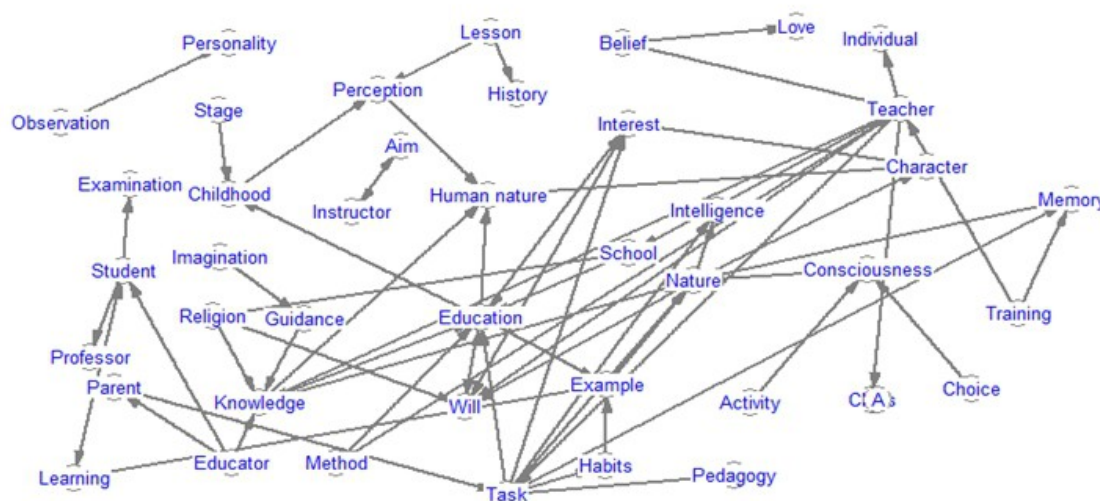 Personality
Lesson
Belief
Love
Individual
Observation
Stage
Perception
History
Interest
Teacher
Aim
Examination
Childhood
Instructor
Human nature
Character
Memory
Intelligence
Student
Imagination
School
Nature
Consciousness
Religion
Guidance
Education
Training
Professor
Parent
Knowledge
Will
Example
Activity
A
Choice
Learning
Educator
Method
Task
Habits
Pedagogy